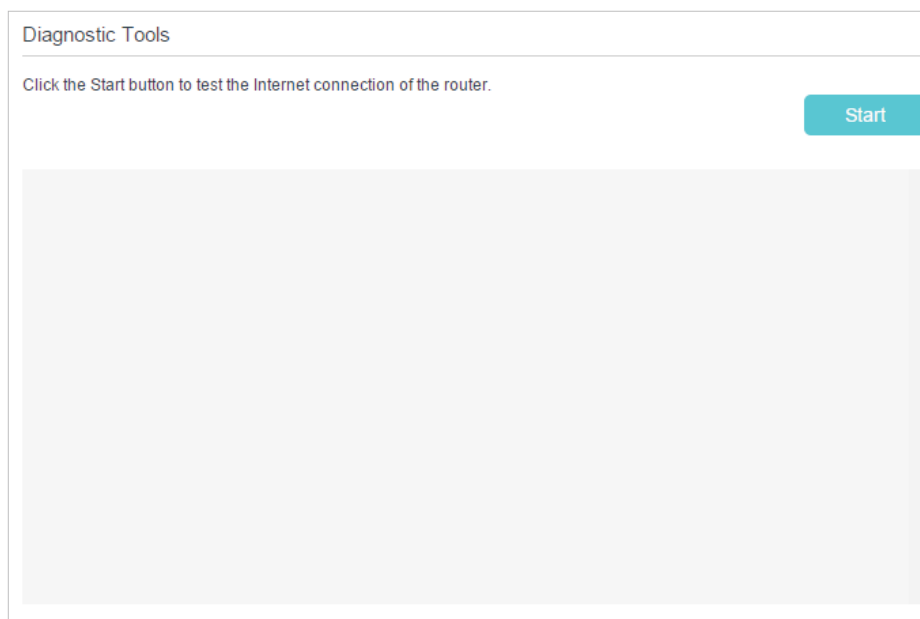 Diagnostic Tools
Click the Start button to test the Internet connection of the router.
Start